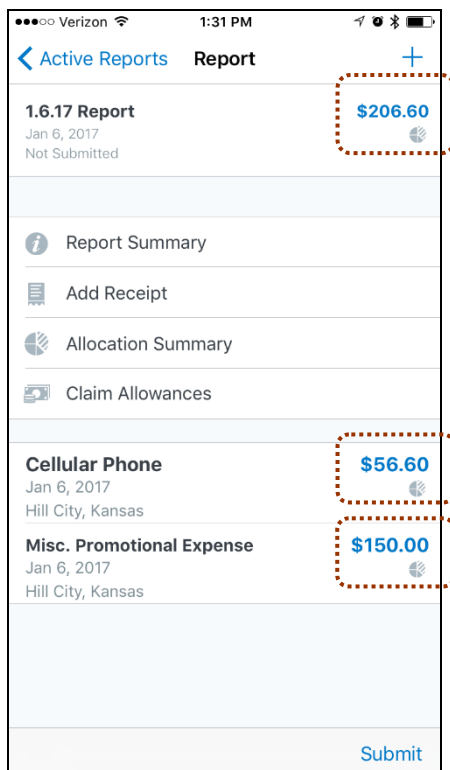 Verizon 1:31 PM
Active Reports Report +
1.6.17 Report $206.60
Jan 6, 2017
Not Submitted
Report Summary
Add Receipt
Allocation Summary
Claim Allowances
Cellular Phone $56.60
Jan 6, 2017
Hill City, Kansas
Misc. Promotional Expense $150.00
Jan 6, 2017
Hill City, Kansas
Submit